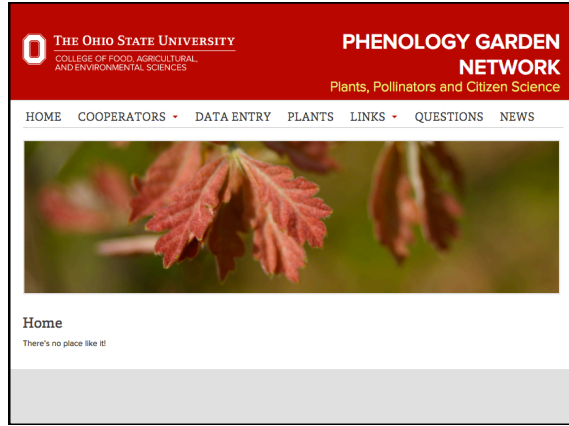 THE OHIO STATE UNIVERSITY
COLLEGE OF FOOD, AGRICULTURAL,
AND ENVIRONMENTAL SCIENCES
PHENOLOGY GARDEN
NETWORK
Plants, Pollinators and Citizen Science
HOME COOPERATORS DATA ENTRY PLANTS LINKS QUESTIONS NEWS
Home
There's no place like it!